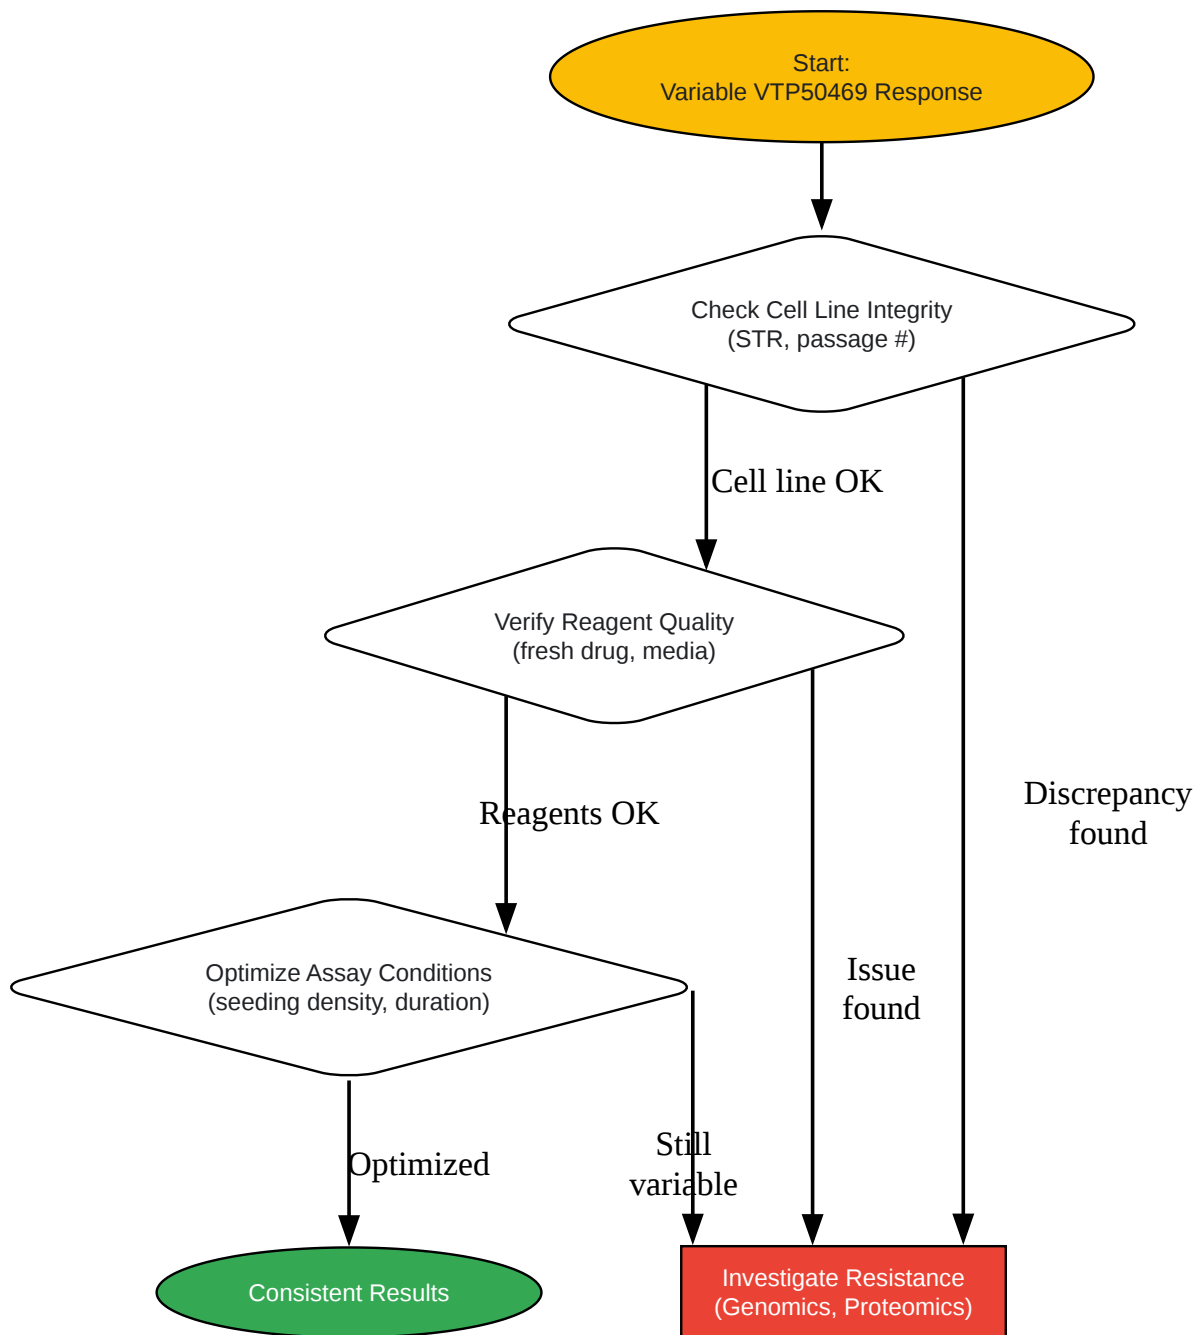 Start:
Variable VTP50469 Response
Check Cell Line Integrity
(STR, passage #)
Cell line OK
Verify Reagent Quality
(fresh drug, media)
Reagents OK
Discrepancy
found
Issue
found
Optimize Assay Conditions
(seeding density, duration)
Optimized
Still
variable
Consistent Results
Investigate Resistance
(Genomics, Proteomics)